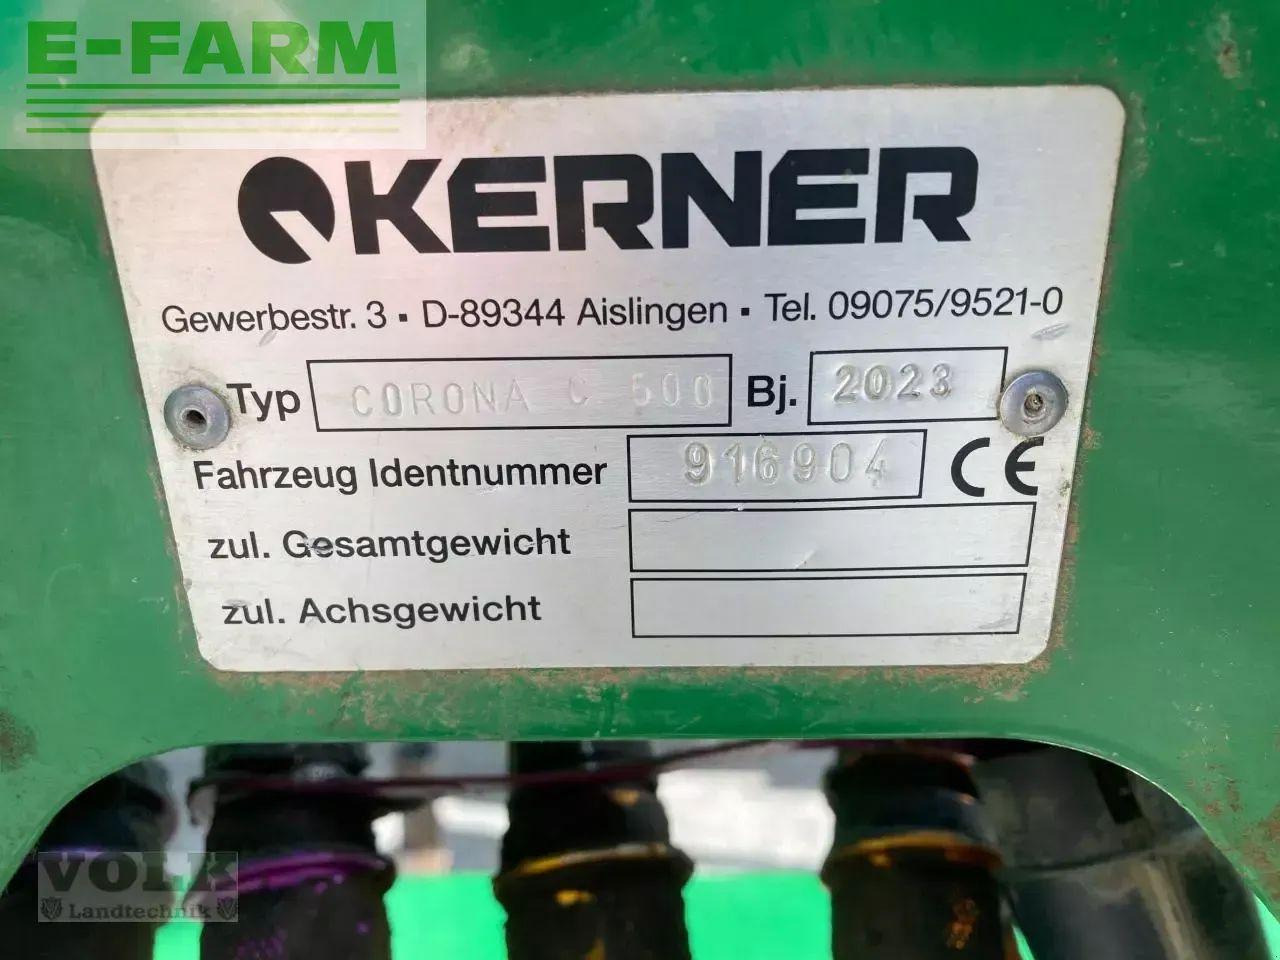 E-FARM
KERNER
Gewerbestr. 3 ▪ D-89344 Aislingen ▪ Tel. 09075/9521-0
Typ CORONA C 500 Bj. 2023
Fahrzeug Identnummer 916904 CE
zul. Gesamtgewicht
zul. Achsgewicht
VOLK
Landtechnik